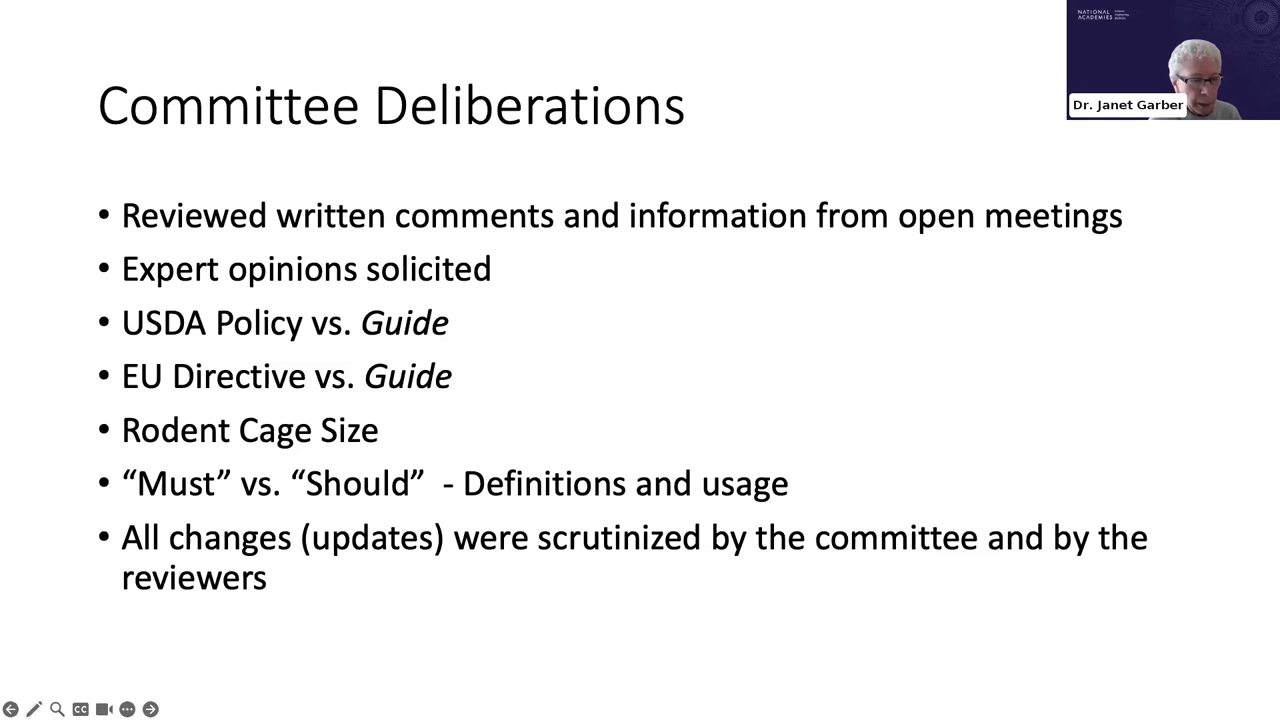 NATIONAL
ACADEMIES
Dr. Janet Garber
Committee Deliberations
• Reviewed written comments and information from open meetings
• Expert opinions solicited
• USDA Policy vs. Guide
• EU Directive vs. Guide
• Rodent Cage Size
• “Must” vs. “Should”  - Definitions and usage
• All changes (updates) were scrutinized by the committee and by the
reviewers
CC